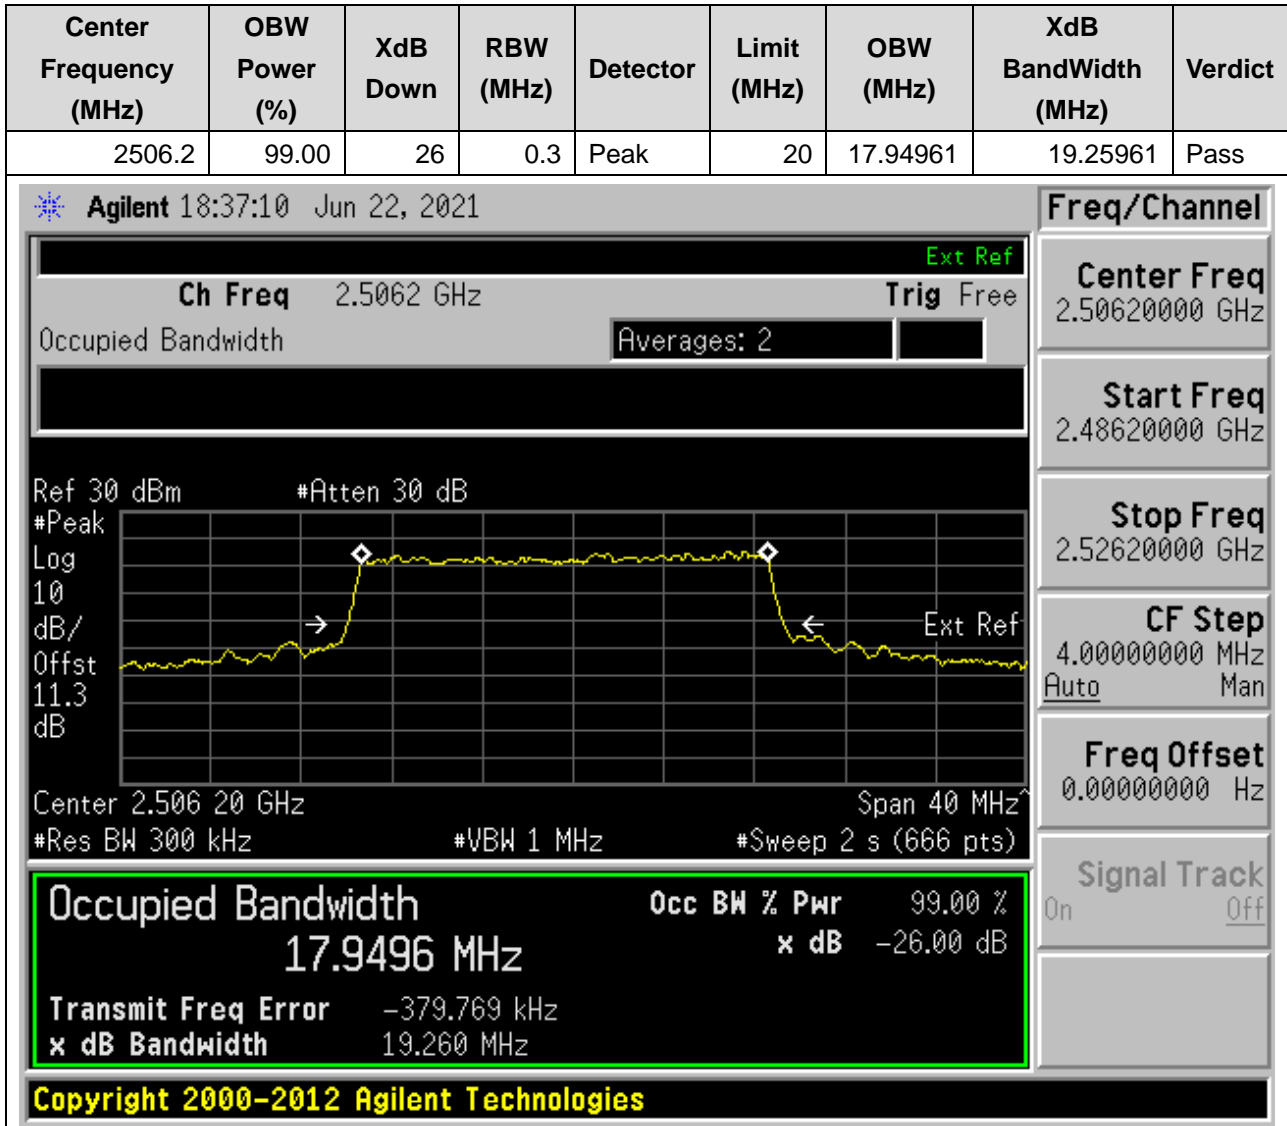 Center Frequency (MHz) OBW Power (%) XdB Down RBW (MHz) Detector Limit (MHz) OBW (MHz) XdB BandWidth (MHz) Verdict
2506.2 99.00 26 0.3 Peak 20 17.94961 19.25961 Pass
Agilent 18:37:10 Jun 22, 2021
Freq/Channel
Ext Ref
Ch Freq 2.5062 GHz Trig Free
Occupied Bandwidth Averages: 2
Center Freq
2.50620000 GHz
Start Freq
2.48620000 GHz
Stop Freq
2.52620000 GHz
CF Step
4.00000000 MHz
Auto Man
Freq Offset
0.00000000 Hz
Signal Track
On Off
Ref 30 dBm #Atten 30 dB
#Peak
Log
10
dB/
Offst
11.3
dB
Ext Ref
Center 2.506 20 GHz Span 40 MHz^
#Res BW 300 kHz #VBW 1 MHz #Sweep 2 s (666 pts)
Occupied Bandwidth Occ BW % Pwr 99.00 %
17.9496 MHz x dB -26.00 dB
Transmit Freq Error -379.769 kHz
x dB Bandwidth 19.260 MHz
Copyright 2000-2012 Agilent Technologies